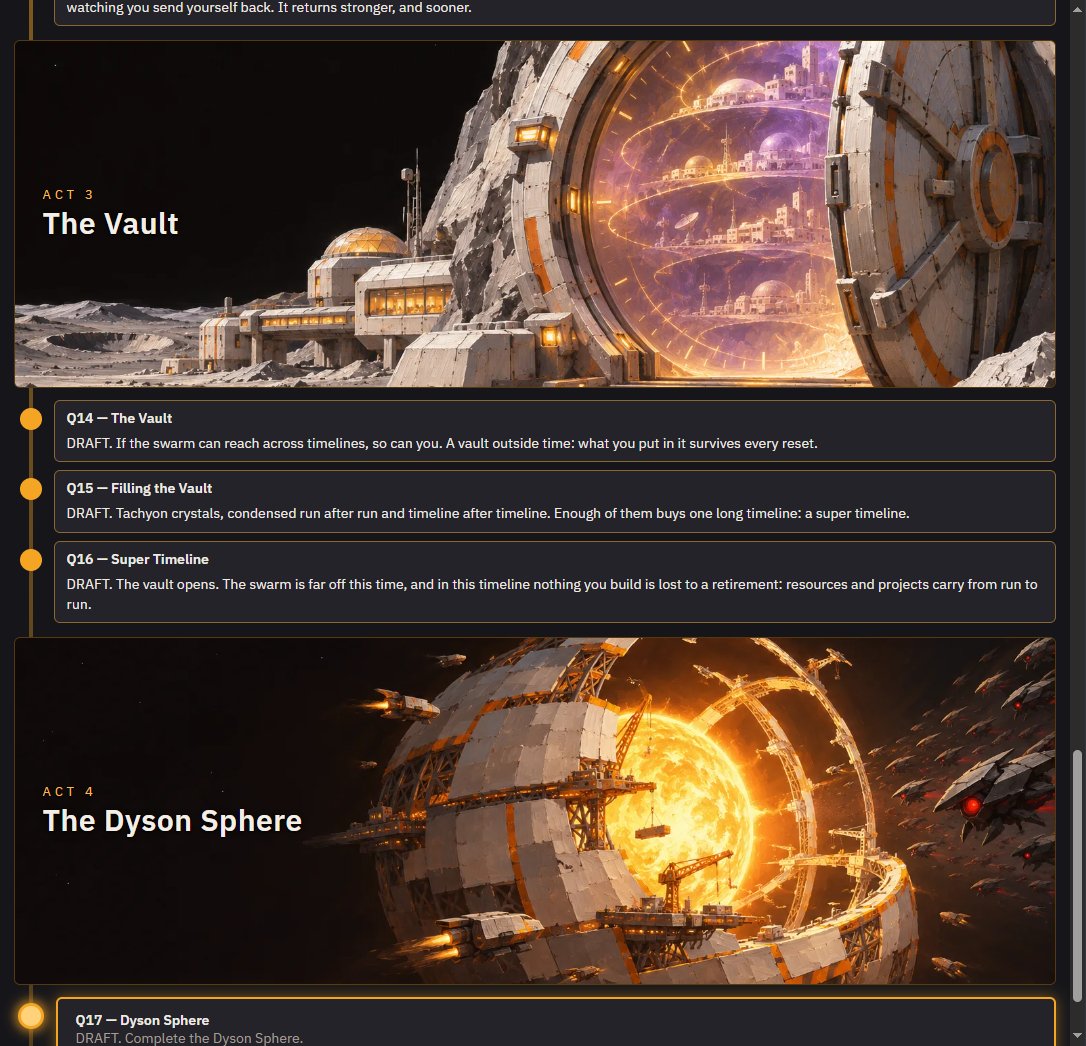 watching you send yourself back. It returns stronger, and sooner.
ACT 3
The Vault
Q14 — The Vault
DRAFT. If the swarm can reach across timelines, so can you. A vault outside time: what you put in it survives every reset.
Q15 — Filling the Vault
DRAFT. Tachyon crystals, condensed run after run and timeline after timeline. Enough of them buys one long timeline: a super timeline.
Q16 — Super Timeline
DRAFT. The vault opens. The swarm is far off this time, and in this timeline nothing you build is lost to a retirement: resources and projects carry from run to
run.
ACT 4
The Dyson Sphere
Q17 — Dyson Sphere
DRAFT. Complete the Dyson Sphere.